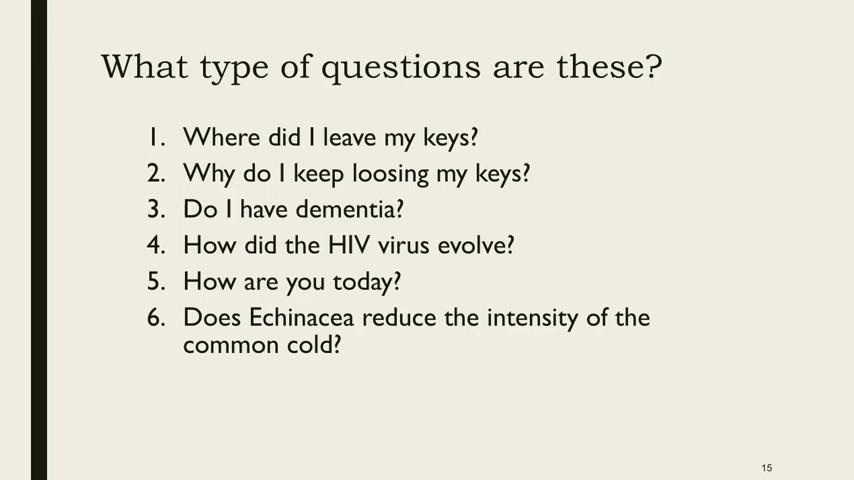 What type of questions are these?
1. Where did I leave my keys?
2. Why do I keep loosing my keys?
3. Do I have dementia?
4. How did the HIV virus evolve?
5. How are you today?
6. Does Echinacea reduce the intensity of the
common cold?
15